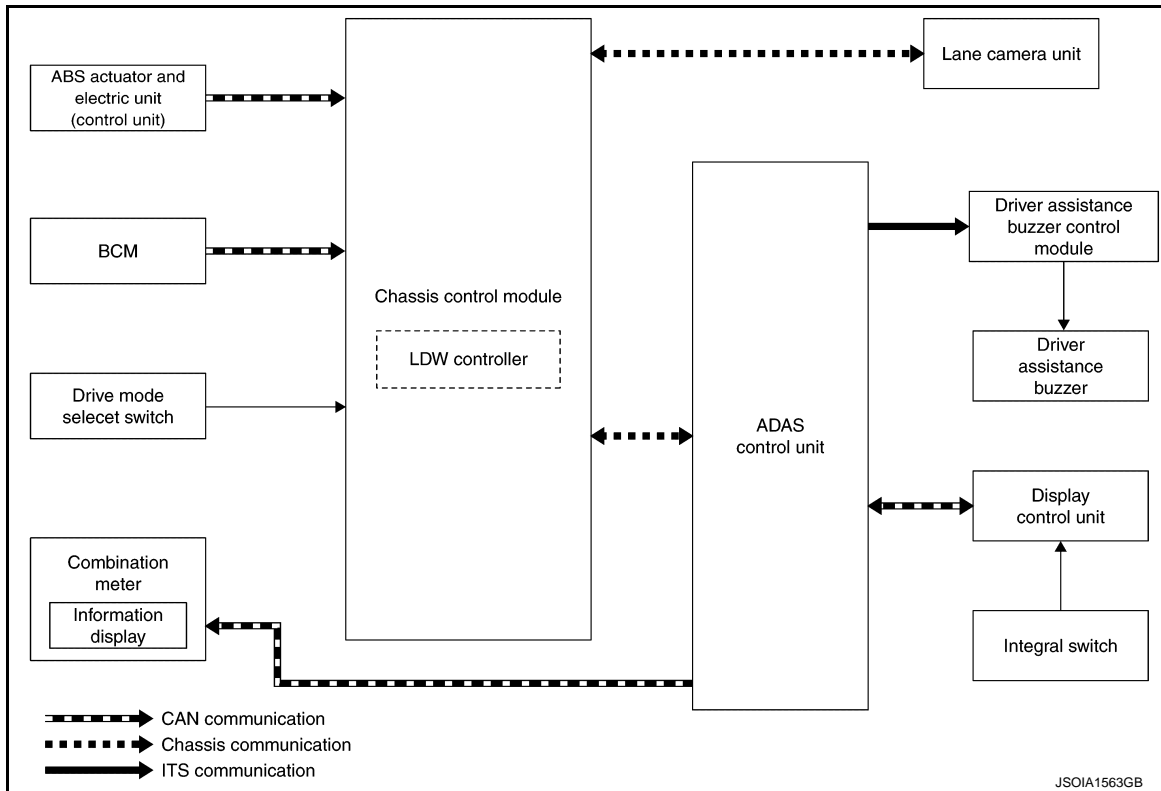 ABS actuator and
electric unit
(control unit)
BCM
Drive mode
selecet switch
Combination
meter
Information
display
Chassis control module
LDW controller
ADAS
control unit
Lane camera unit
Driver assistance
buzzer control
module
Driver
assistance
buzzer
Display
control unit
Integral switch
CAN communication
Chassis communication
ITS communication
JSOIA1563GB